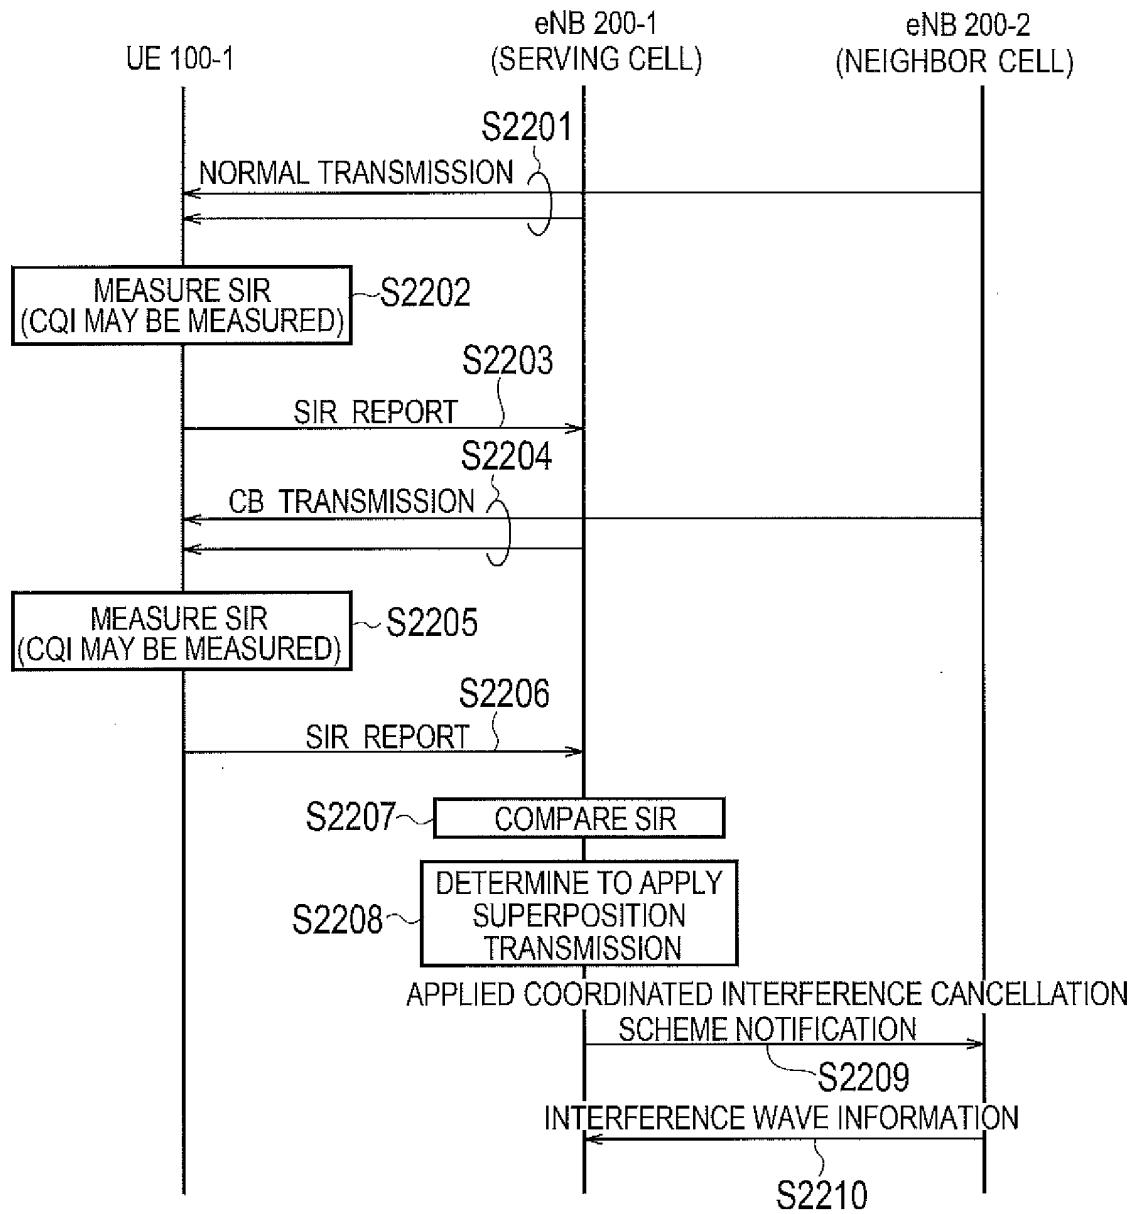 UE 100-1
eNB 200-1
(SERVING CELL)
eNB 200-2
(NEIGHBOR CELL)
S2201
NORMAL TRANSMISSION
MEASURE SIR
(CQI MAY BE MEASURED)
S2202
S2203
SIR REPORT
S2204
CB TRANSMISSION
MEASURE SIR
(CQI MAY BE MEASURED)
S2205
S2206
SIR REPORT
S2207
COMPARE SIR
S2208
DETERMINE TO APPLY
SUPERPOSITION
TRANSMISSION
APPLIED COORDINATED INTERFERENCE CANCELLATION
SCHEME NOTIFICATION
S2209
INTERFERENCE WAVE INFORMATION
S2210